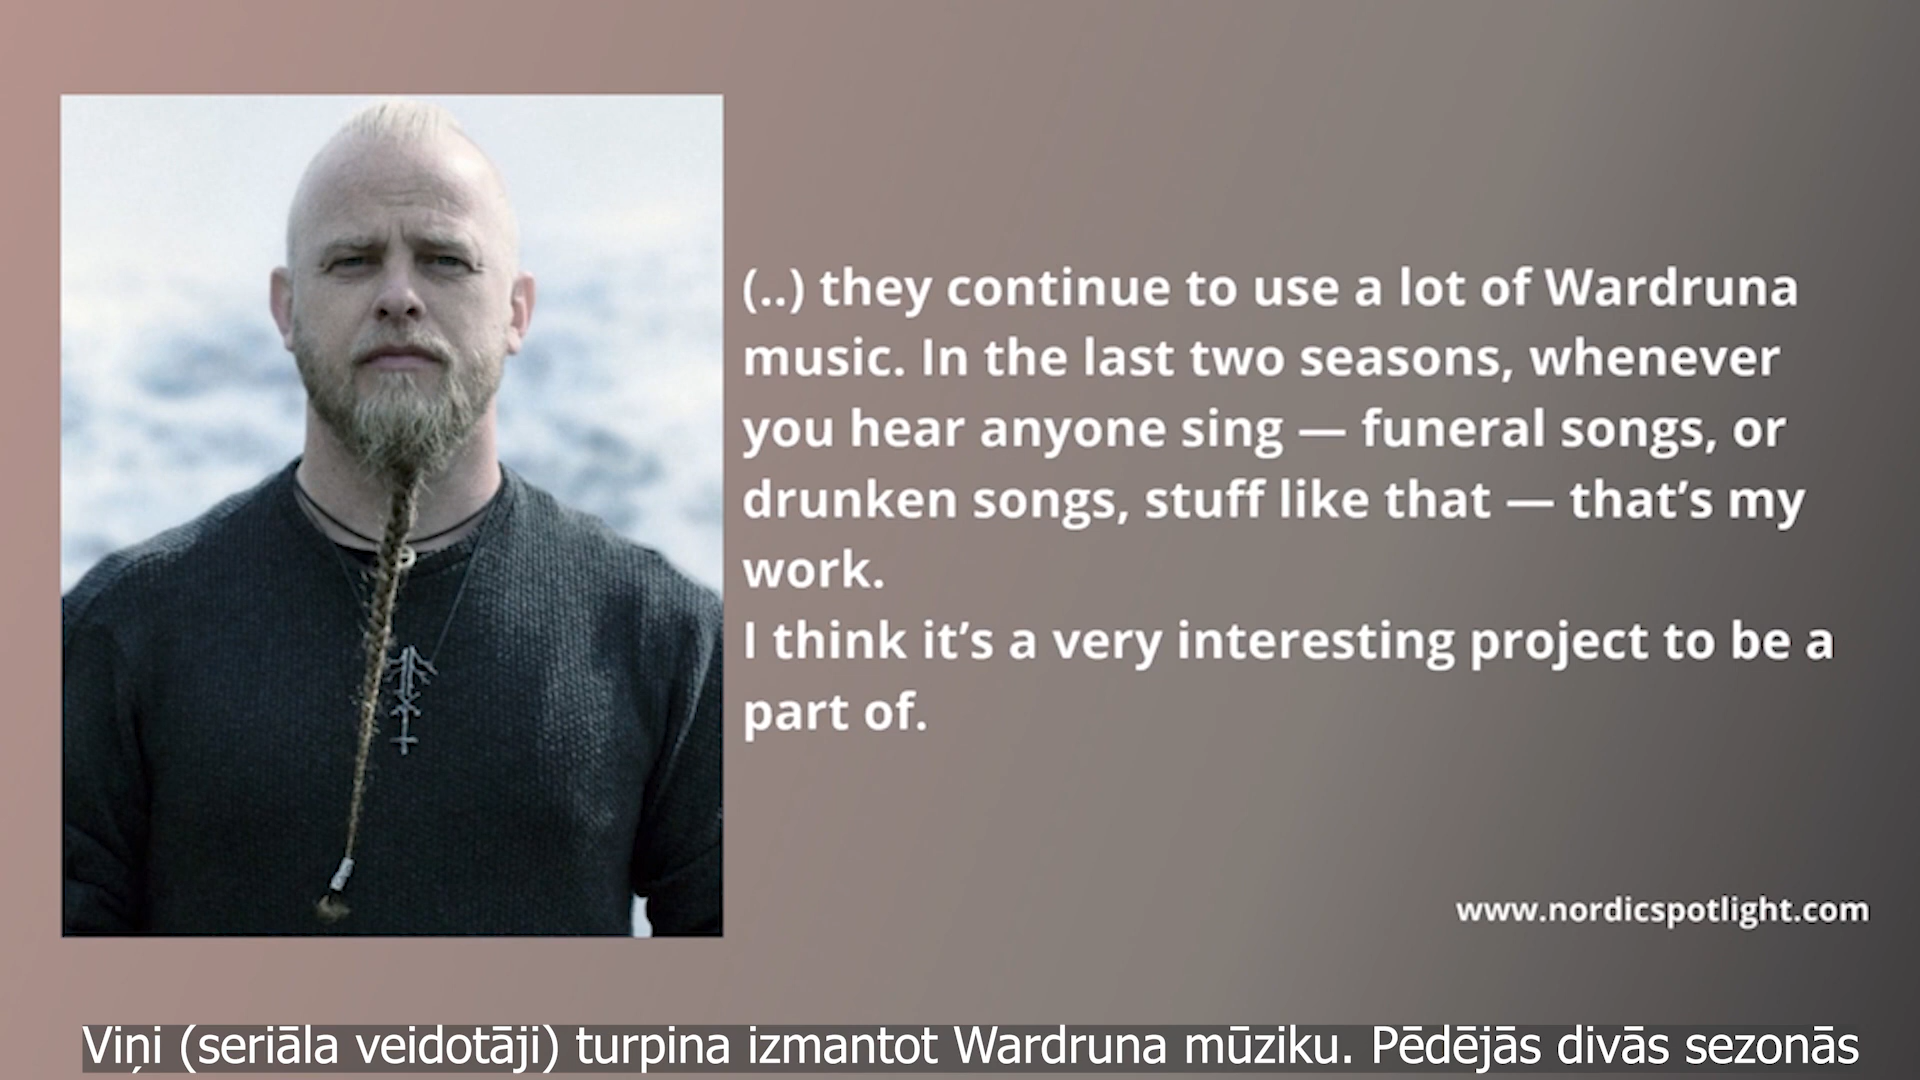 (..) they continue to use a lot of Wardruna
music. In the last two seasons, whenever
you hear anyone sing — funeral songs, or
drunken songs, stuff like that — that’s my
work.
I think it’s a very interesting project to be a
part of.
www.nordicspotlight.com
Viņi (seriāla veidotāji) turpina izmantot Wardruna mūziku. Pēdējās divās sezonās